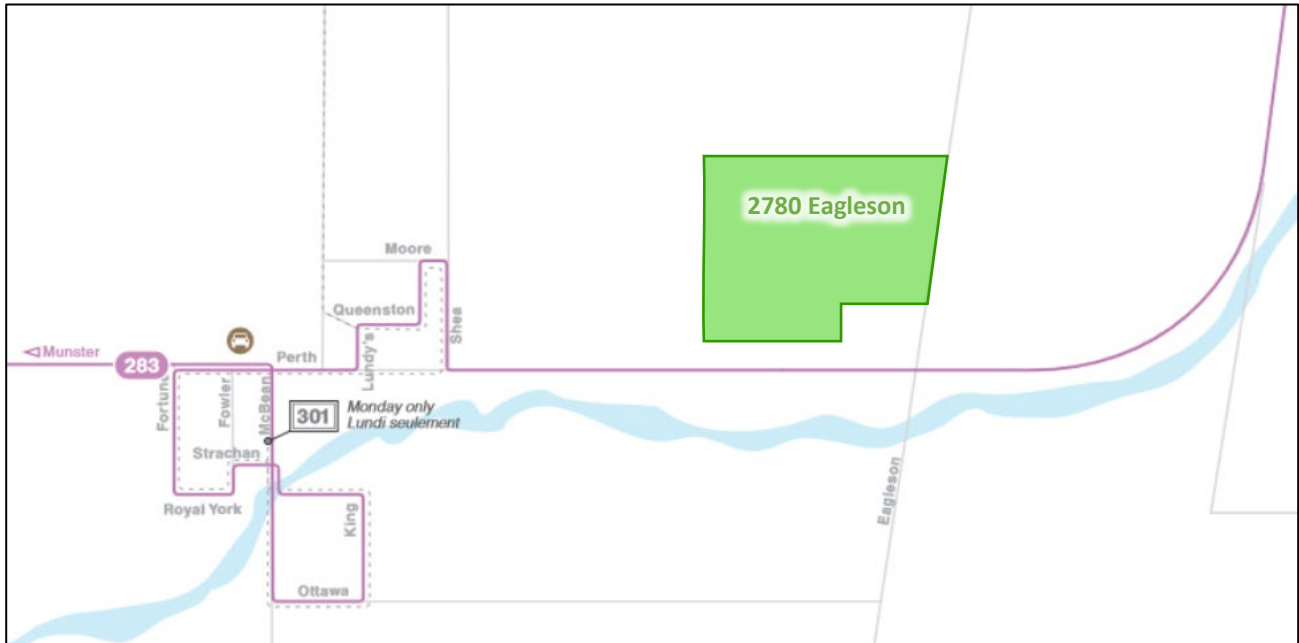 2780 Eagleson
Moore
Queenston
Shea
Lundy's
Perth
◁Munster
283
Fortune
Fowler
McBean
301
Monday only
Lundi seulement
Strachan
Royal York
King
Ottawa
Eagleson